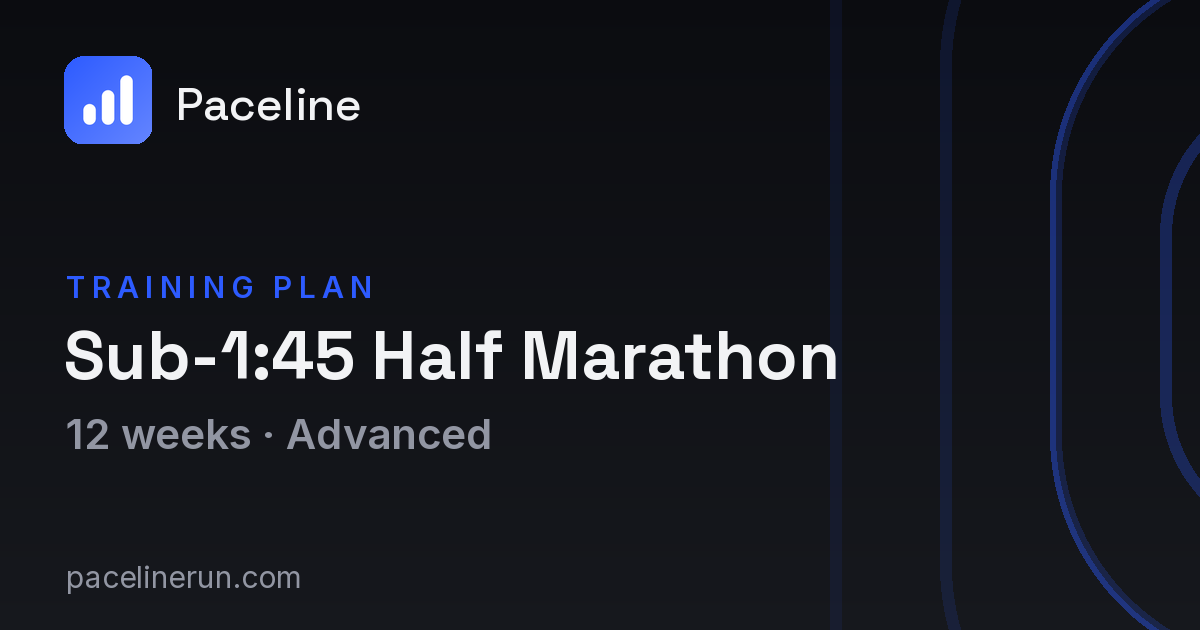 Paceline
TRAINING PLAN
Sub-1:45 Half Marathon
12 weeks · Advanced
pacelinerun.com